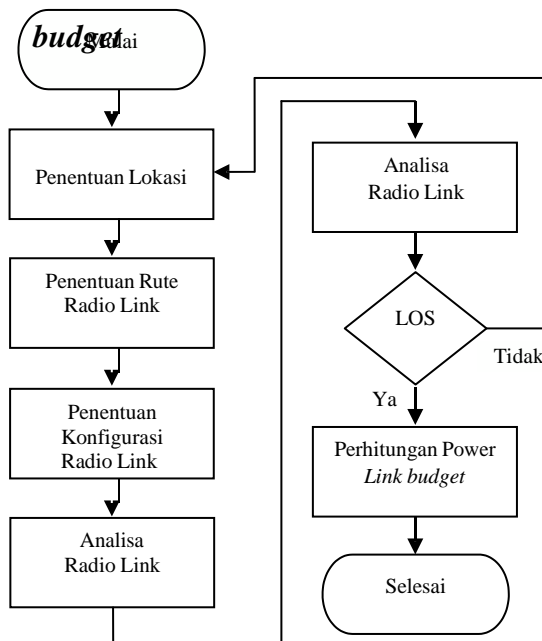 budget
Mulai
Penentuan Lokasi
Penentuan Rute
Radio Link
Penentuan
Konfigurasi
Radio Link
Analisa
Radio Link
Analisa
Radio Link
LOS
Tidak
Ya
Perhitungan Power
Link budget
Selesai